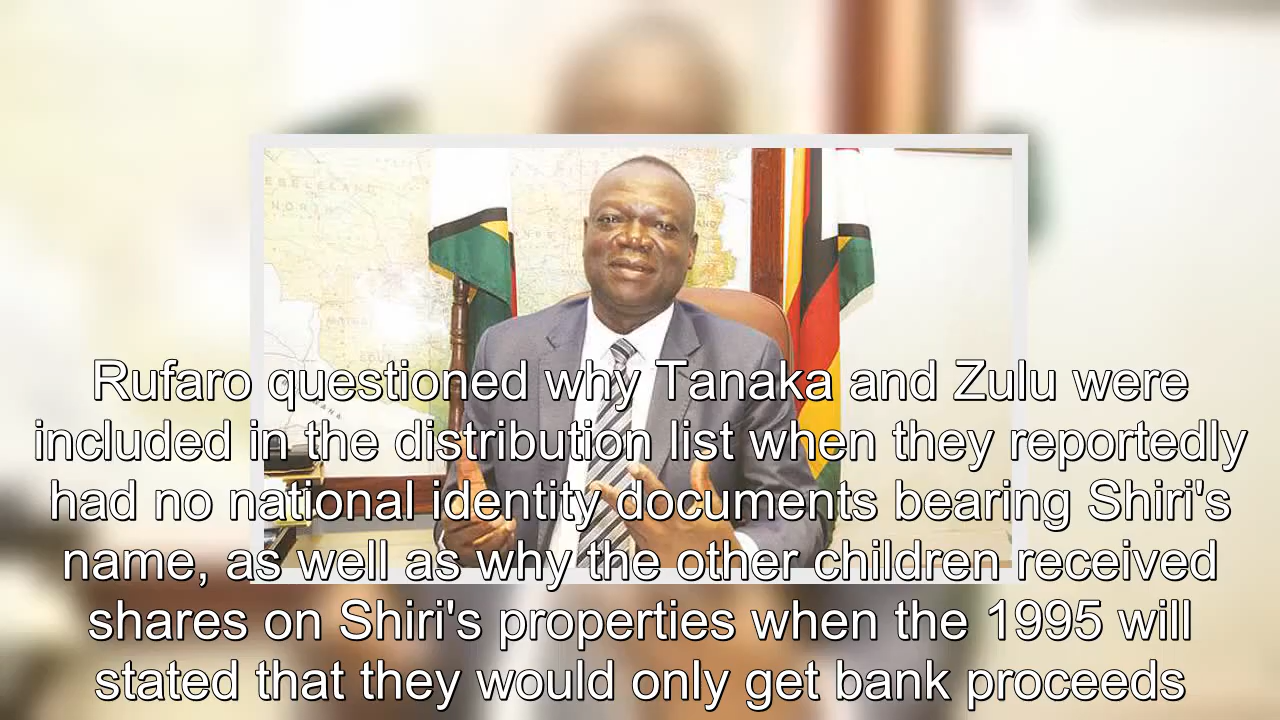 Rufaro questioned why Tanaka and Zulu were
included in the distribution list when they reportedly
had no national identity documents bearing Shiri's
name, as well as why the other children received
shares on Shiri's properties when the 1995 will
stated that they would only get bank proceeds